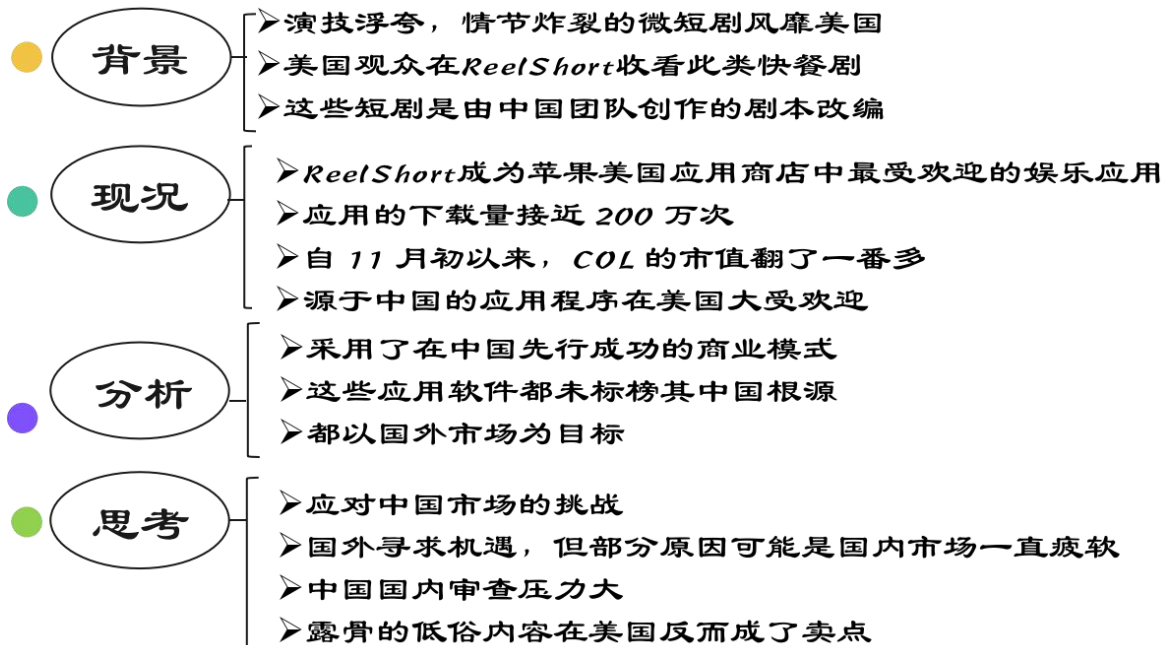 背景
➢演技浮夸，情节炸裂的微短剧风靡美国
➢美国观众在ReelShort收看此类快餐剧
➢这些短剧是由中国团队创作的剧本改编
现况
➢ReelShort成为苹果美国应用商店中最受欢迎的娱乐应用
➢应用的下载量接近 200 万次
➢自 11 月初以来，COL 的市值翻了一番多
➢源于中国的应用程序在美国大受欢迎
分析
➢采用了在中国先行成功的商业模式
➢这些应用软件都未标榜其中国根源
➢都以国外市场为目标
思考
➢应对中国市场的挑战
➢国外寻求机遇，但部分原因可能是国内市场一直疲软
➢中国国内审查压力大
➢露骨的低俗内容在美国反而成了卖点